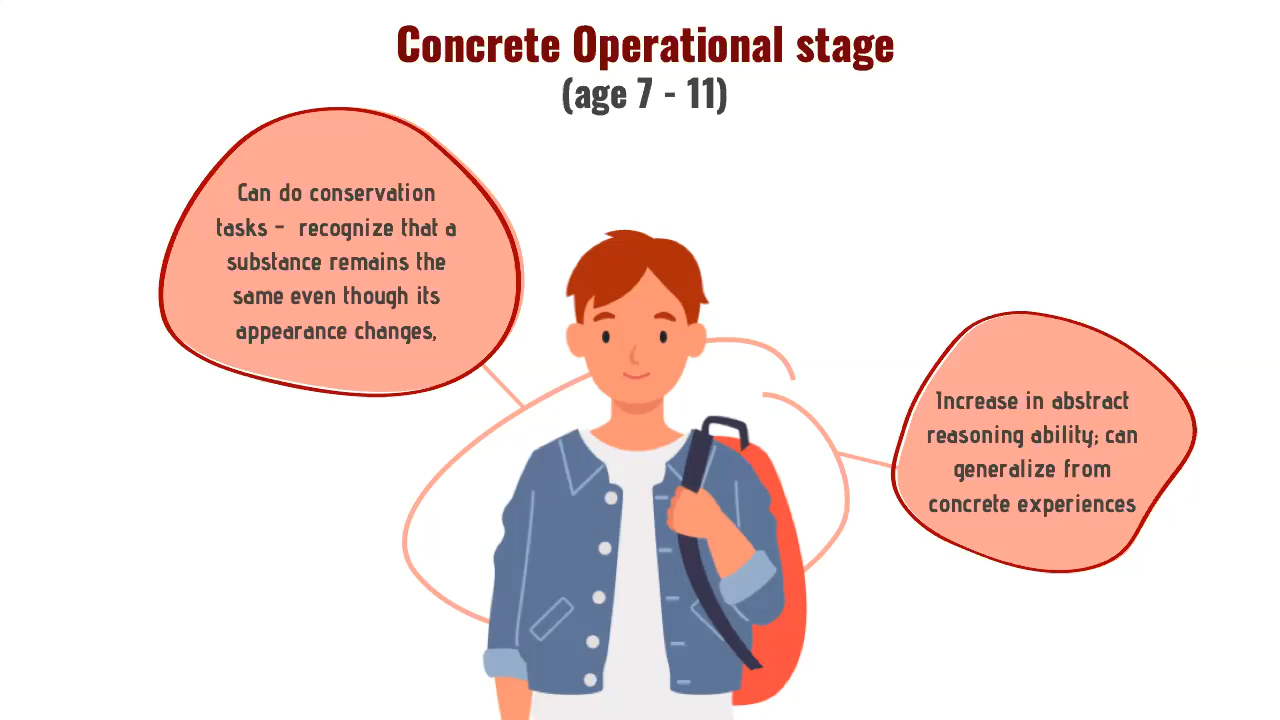 Concrete Operational stage
(age 7 - 11)
Can do conservation
tasks -  recognize that a
substance remains the
same even though its
appearance changes,
Increase in abstract
reasoning ability; can
generalize from
concrete experiences